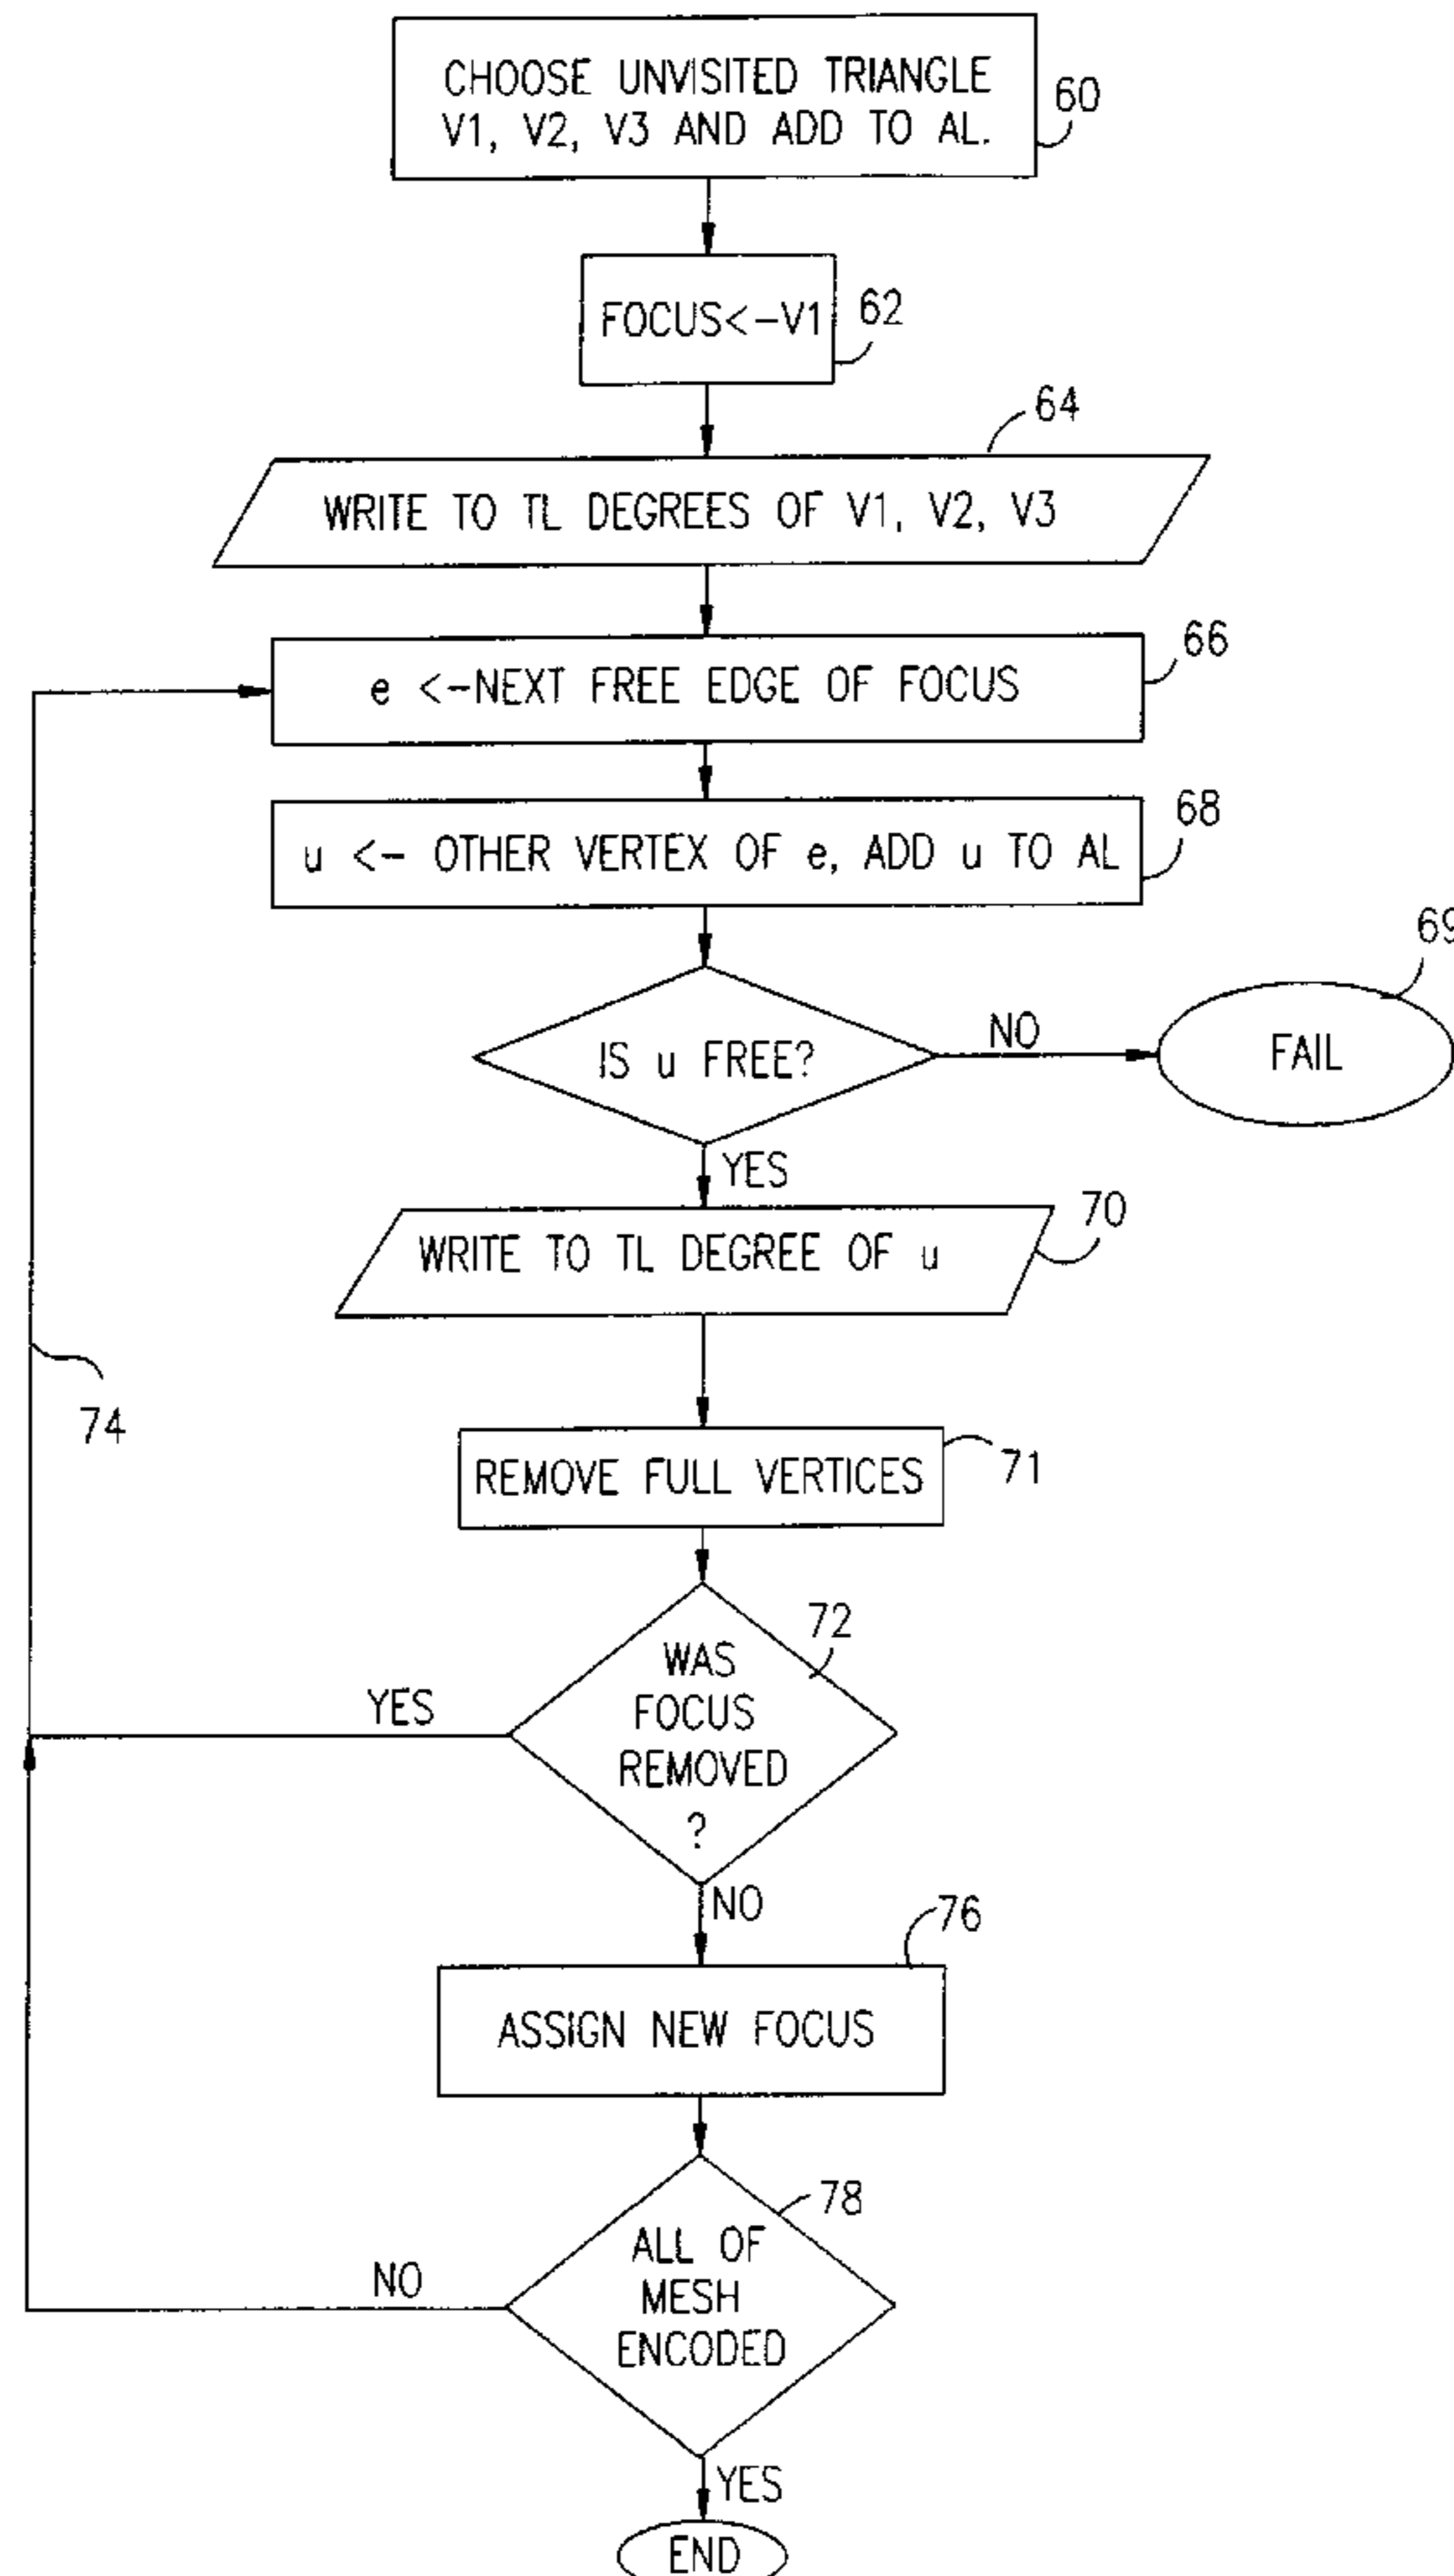 CHOOSE UNVISITED TRIANGLE
V1, V2, V3 AND ADD TO AL.
60
FOCUS<-V1
62
64
WRITE TO TL DEGREES OF V1, V2, V3
66
e <-NEXT FREE EDGE OF FOCUS
68
u <- OTHER VERTEX OF e, ADD u TO AL
69
IS u FREE?
NO
FAIL
YES
70
WRITE TO TL DEGREE OF u
74
REMOVE FULL VERTICES
71
72
WAS
FOCUS
REMOVED
?
YES
NO
76
ASSIGN NEW FOCUS
78
ALL OF
MESH
ENCODED
NO
YES
END